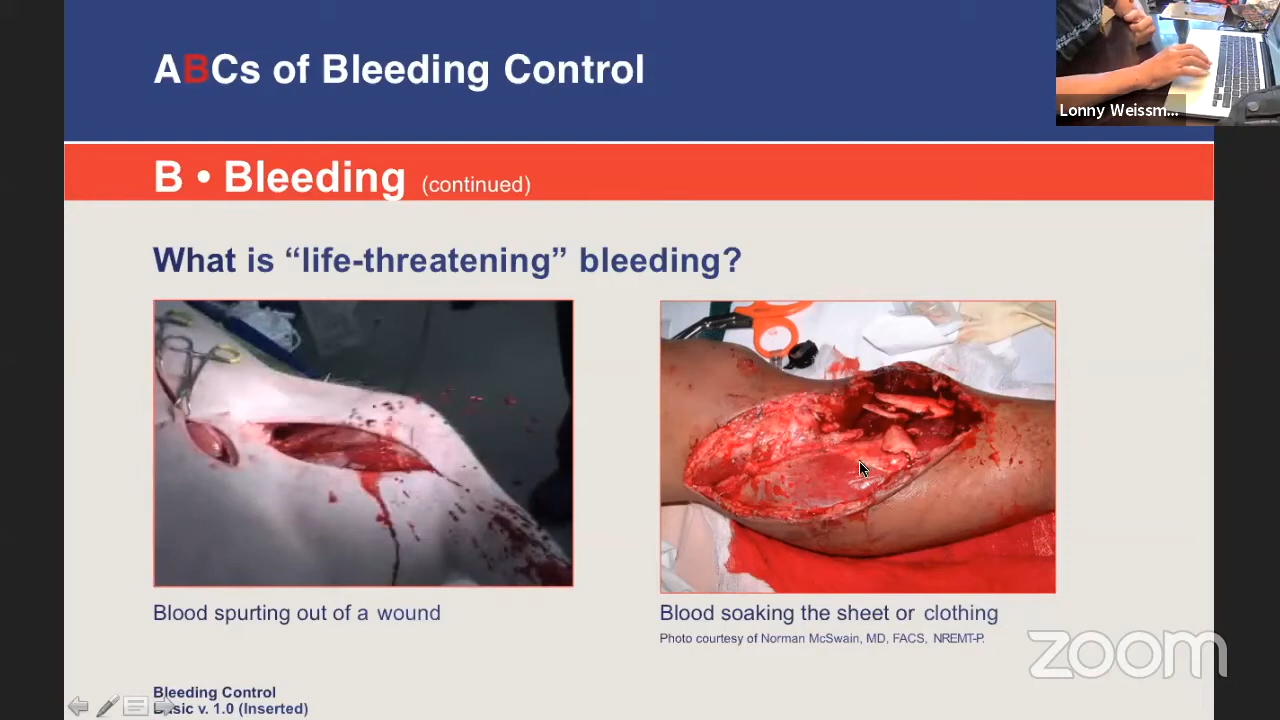 ABCs of Bleeding Control
Lonny Weissm...
B • Bleeding (continued)
What is “life-threatening” bleeding?
Blood spurting out of a wound
Blood soaking the sheet or clothing
Photo courtesy of Norman McSwain, MD, FACS, NREMT-P.
zoom
Bleeding Control
Basic v. 1.0 (Inserted)